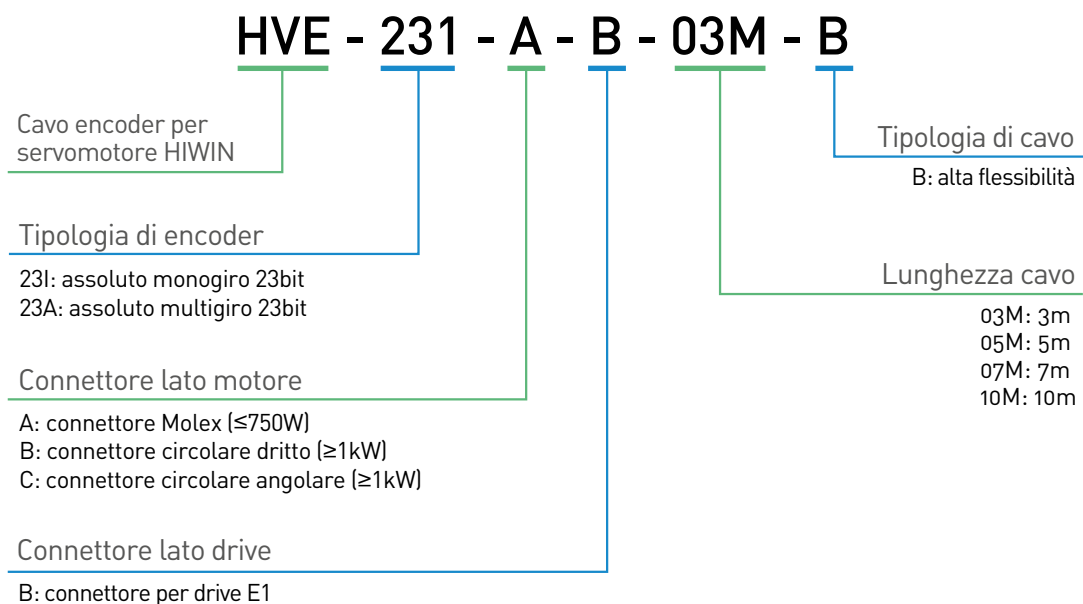 HVE - 231 - A - B - 03M - B
Cavo encoder per
servomotore HIWIN
Tipologia di encoder
23I: assoluto monogiro 23bit
23A: assoluto multigiro 23bit
Connettore lato motore
A: connettore Molex (≤750W)
B: connettore circolare dritto (≥1kW)
C: connettore circolare angolare (≥1kW)
Connettore lato drive
B: connettore per drive E1
Tipologia di cavo
B: alta flessibilità
Lunghezza cavo
03M: 3m
05M: 5m
07M: 7m
10M: 10m